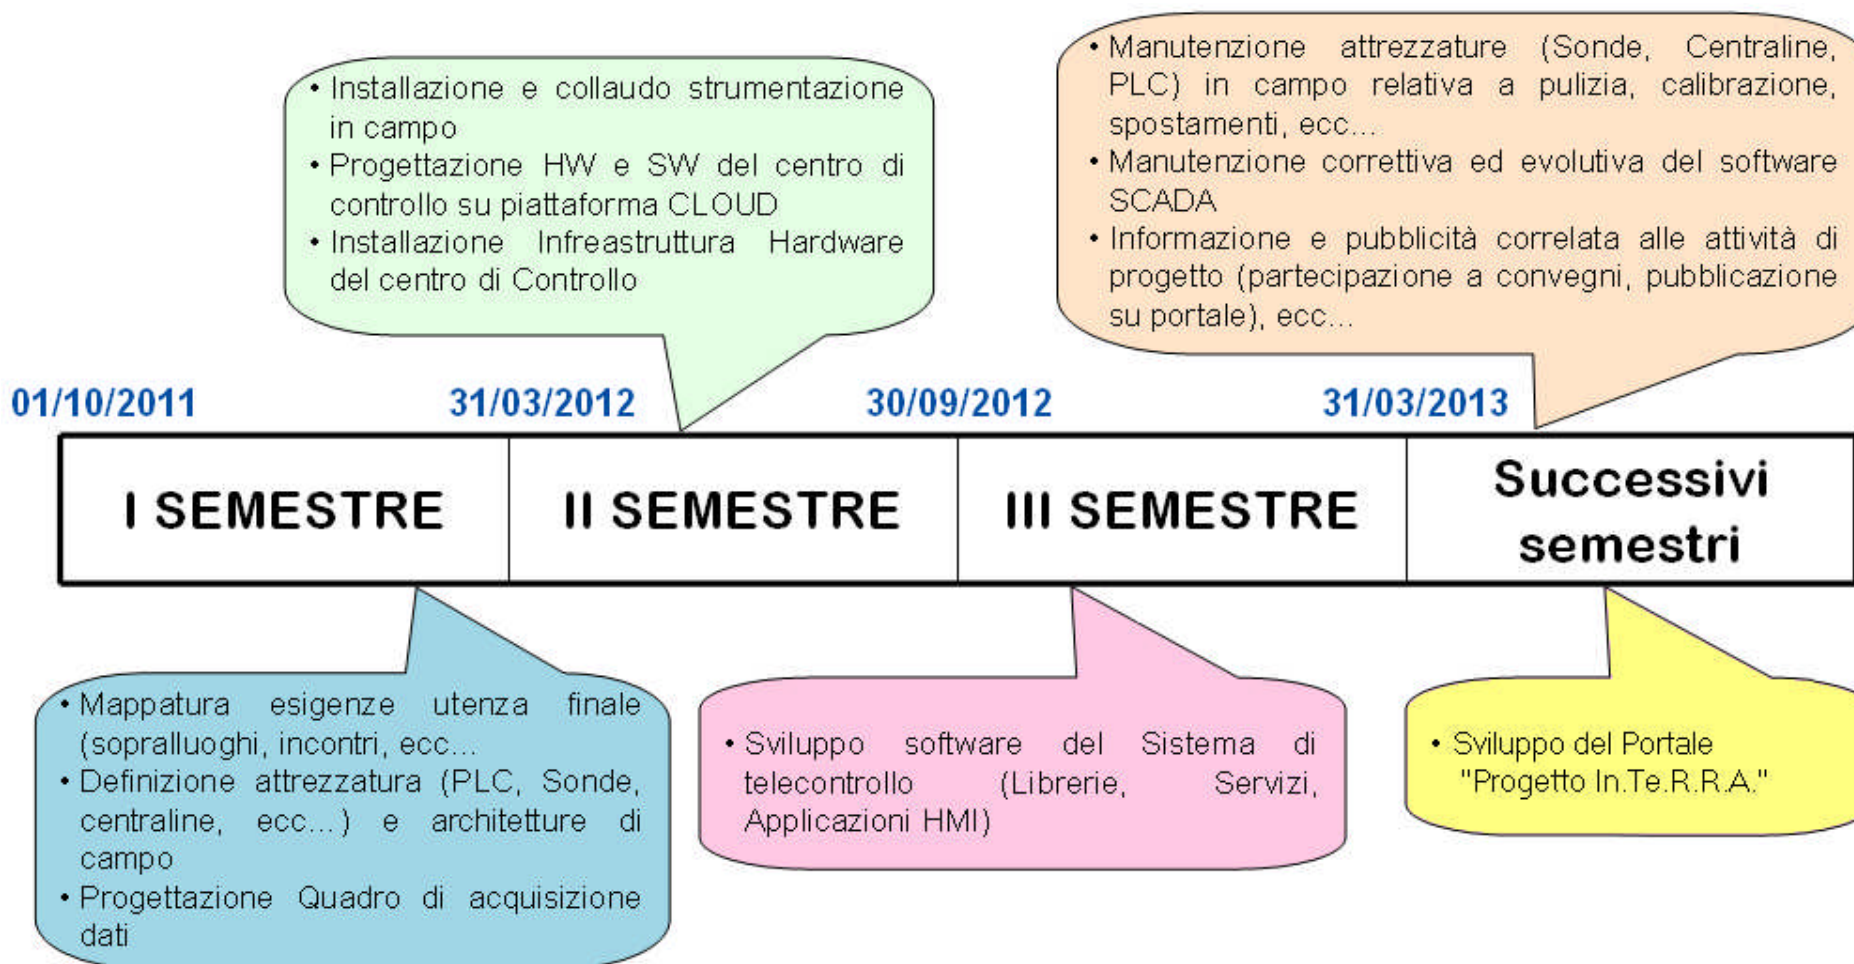 • Installazione e collaudo strumentazione
in campo
• Progettazione HW e SW del centro di
controllo su piattaforma CLOUD
• Installazione Infreastruttura Hardware
del centro di Controllo
• Manutenzione attrezzature (Sonde, Centraline,
PLC) in campo relativa a pulizia, calibrazione,
spostamenti, ecc...
• Manutenzione correttiva ed evolutiva del software
SCADA
• Informazione e pubblicità correlata alle attività di
progetto (partecipazione a convegni, pubblicazione
su portale), ecc...
01/10/2011
31/03/2012
30/09/2012
31/03/2013
I SEMESTRE
II SEMESTRE
III SEMESTRE
Successivi
semestri
• Mappatura esigenze utenza finale
(sopralluoghi, incontri, ecc...
• Definizione attrezzatura (PLC, Sonde,
centraline, ecc...) e architetture di
campo
• Progettazione Quadro di acquisizione
dati
• Sviluppo software del Sistema di
telecontrollo (Librerie, Servizi,
Applicazioni HMI)
• Sviluppo del Portale
"Progetto In.Te.R.R.A."